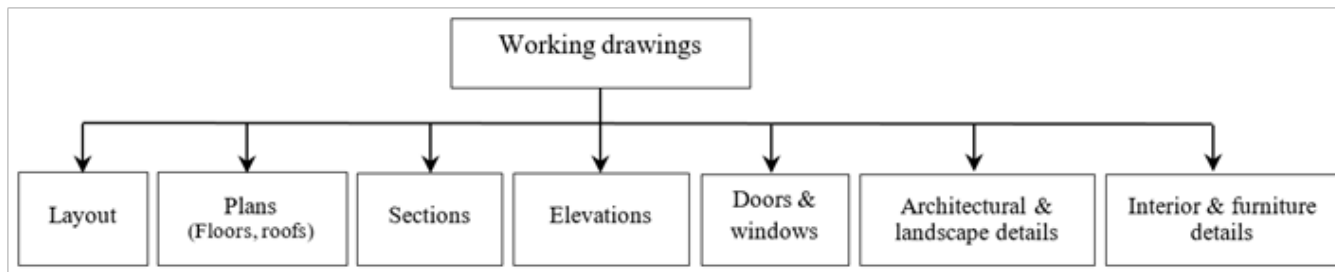 Working drawings
Layout
Plans
(Floors, roofs)
Sections
Elevations
Doors &
windows
Architectural &
landscape details
Interior & furniture
details